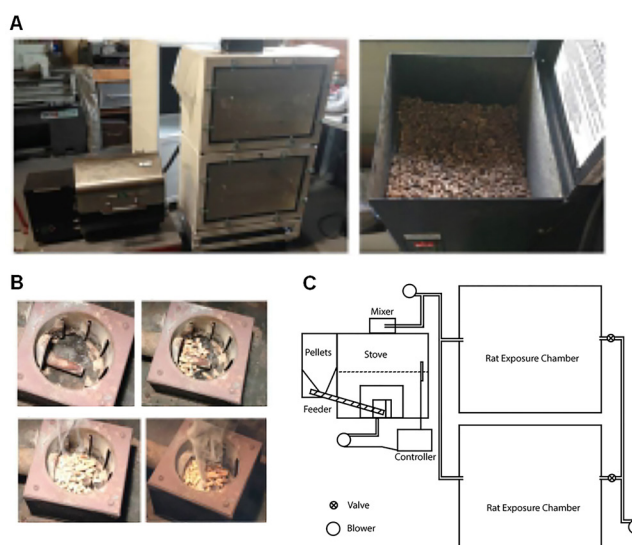 A
B
C
Mixer
Pellets
Stove
Rat Exposure Chamber
Feeder
Controller
Valve
Rat Exposure Chamber
Blower